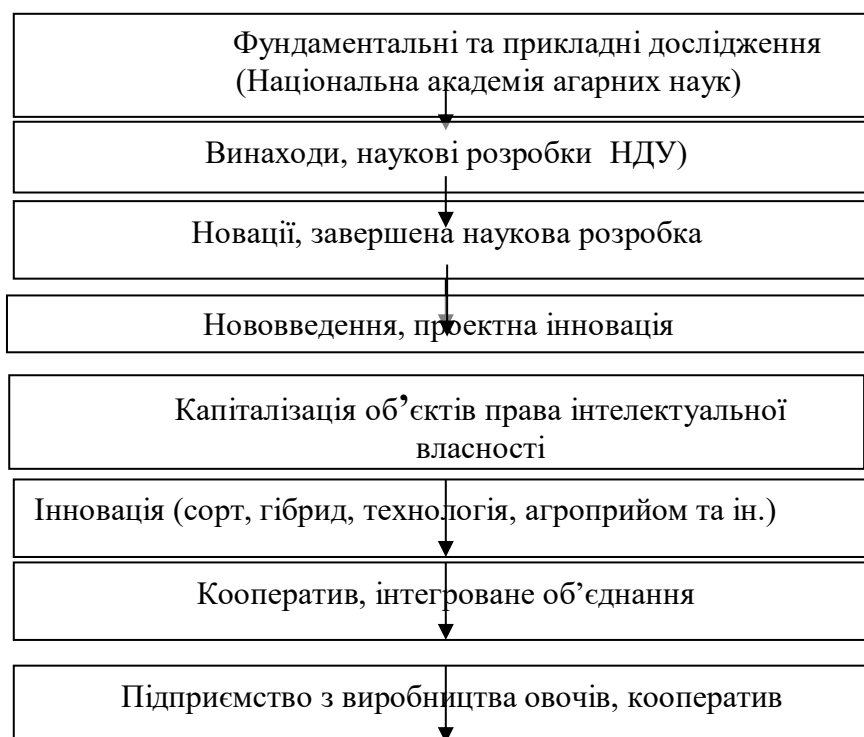 Фундаментальні та прикладні дослідження
(Національна академія агарних наук)
Винаходи, наукові розробки НДУ)
Новації, завершена наукова розробка
Нововведення, проектна інновація
Капіталізація об’єктів права інтелектуальної
власності
Інновація (сорт, гібрид, технологія, агроприйом та ін.)
Кооператив, інтегроване об’єднання
Підприємство з виробництва овочів, кооператив